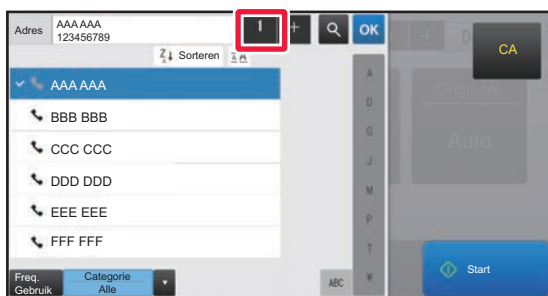 Adres
AAA AAA
123456789
1
+
OK
CA
Z↓ Sorteren
AAA AAA
BBB BBB
CCC CCC
DDD DDD
EEE EEE
FFF FFF
A
D
G
J
M
P
T
W
ABC
Freq.
Gebruik
Categorie
Alle
Origineel
Auto
Start